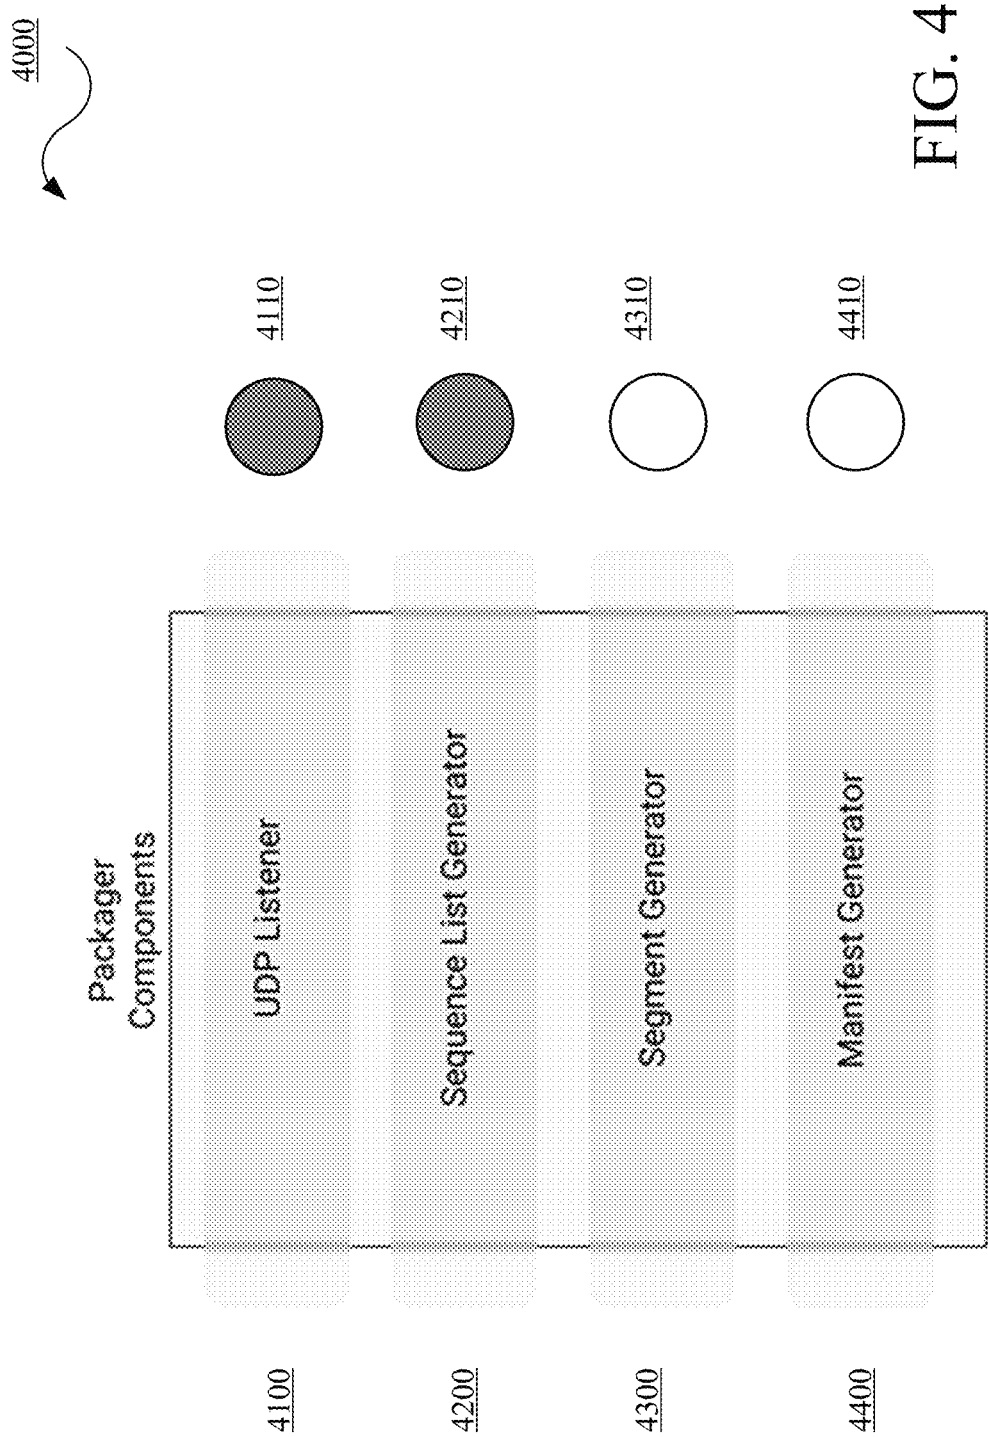 4000
Packager
Components
4100
UDP Listener
4110
4200
Sequence List Generator
4210
4300
Segment Generator
4310
4400
Manifest Generator
4410
FIG. 4